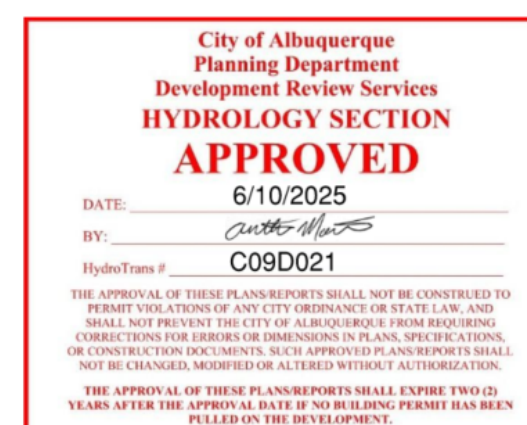 City of Albuquerque
Planning Department
Development Review Services
HYDROLOGY SECTION
APPROVED
DATE: 6/10/2025
BY:
HydroTrans # C09D021
THE APPROVAL OF THESE PLANS/REPORTS SHALL NOT BE CONSTRUED TO
PERMIT VIOLATIONS OF ANY CITY ORDINANCE OR STATE LAW, AND
SHALL NOT PREVENT THE CITY OF ALBUQUERQUE FROM REQUIRING
CORRECTIONS FOR ERRORS OR DIMENSIONS IN PLANS, SPECIFICATIONS,
OR CONSTRUCTION DOCUMENTS. SUCH APPROVED PLANS/REPORTS SHALL
NOT BE CHANGED, MODIFIED OR ALTERED WITHOUT AUTHORIZATION.
THE APPROVAL OF THESE PLANS/REPORTS SHALL EXPIRE TWO (2)
YEARS AFTER THE APPROVAL DATE IF NO BUILDING PERMIT HAS BEEN
PULLED ON THE DEVELOPMENT.